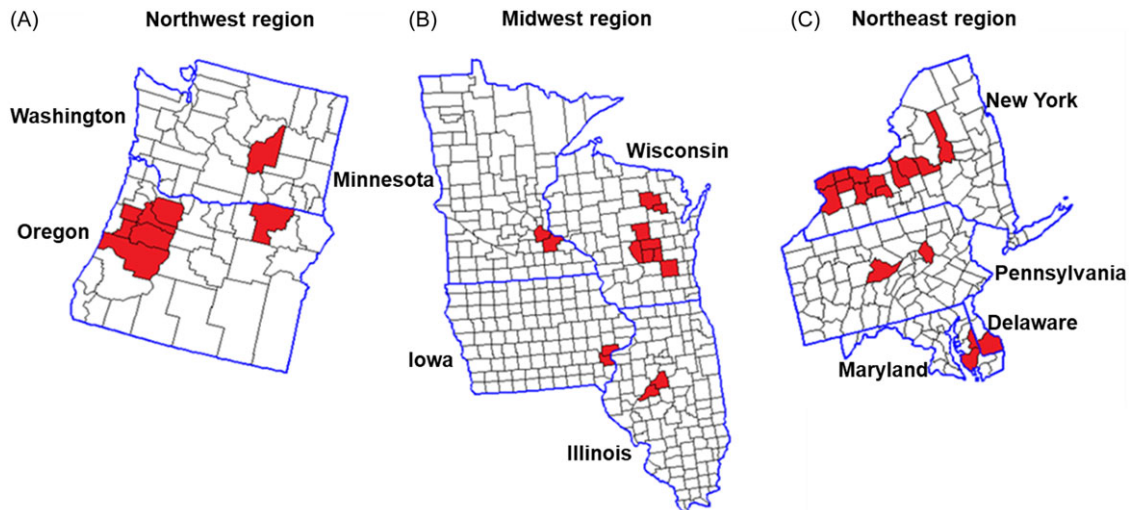 (A) Northwest region
(B) Midwest region
(C) Northeast region
Washington
Oregon
Minnesota
Wisconsin
Iowa
Illinois
New York
Pennsylvania
Delaware
Maryland